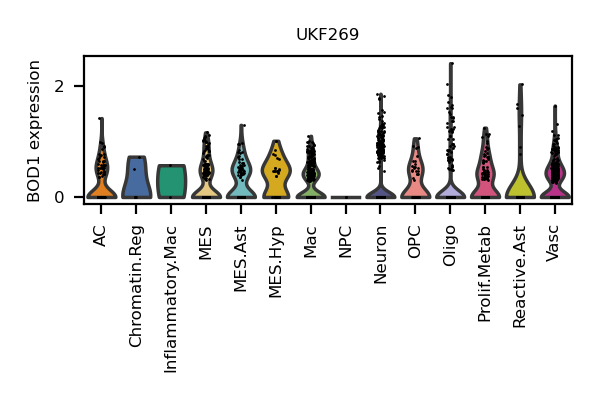 UKF269
BOD1 expression
2
0
AC
Chromatin.Reg
Inflammatory.Mac
MES
MES.Ast
MES.Hyp
Mac
NPC
Neuron
OPC
Oligo
Prolif.Metab
Reactive.Ast
Vasc